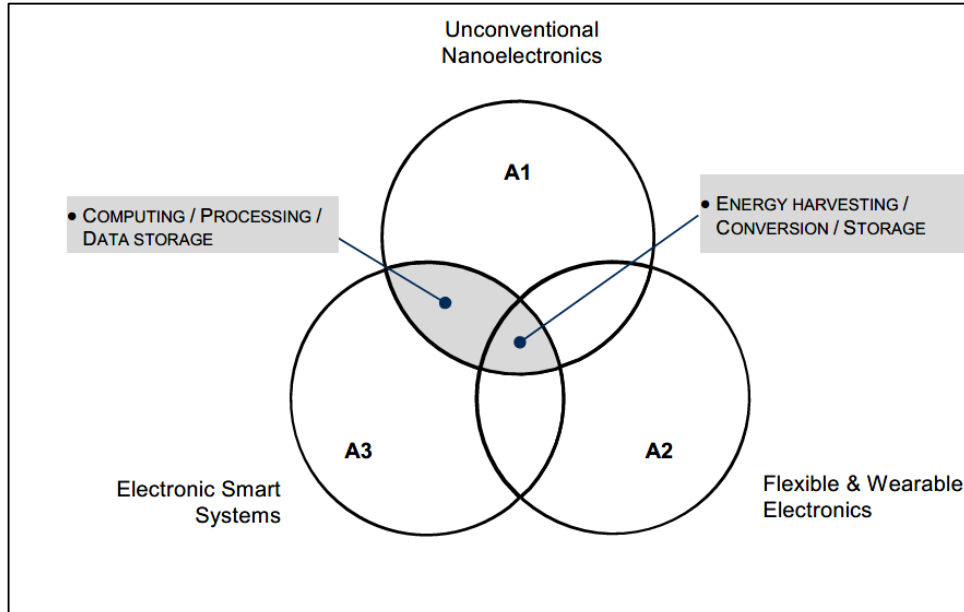 Unconventional
Nanoelectronics
A1
• COMPUTING / PROCESSING /
DATA STORAGE
• ENERGY HARVESTING /
CONVERSION / STORAGE
A3
A2
Electronic Smart
Systems
Flexible & Wearable
Electronics